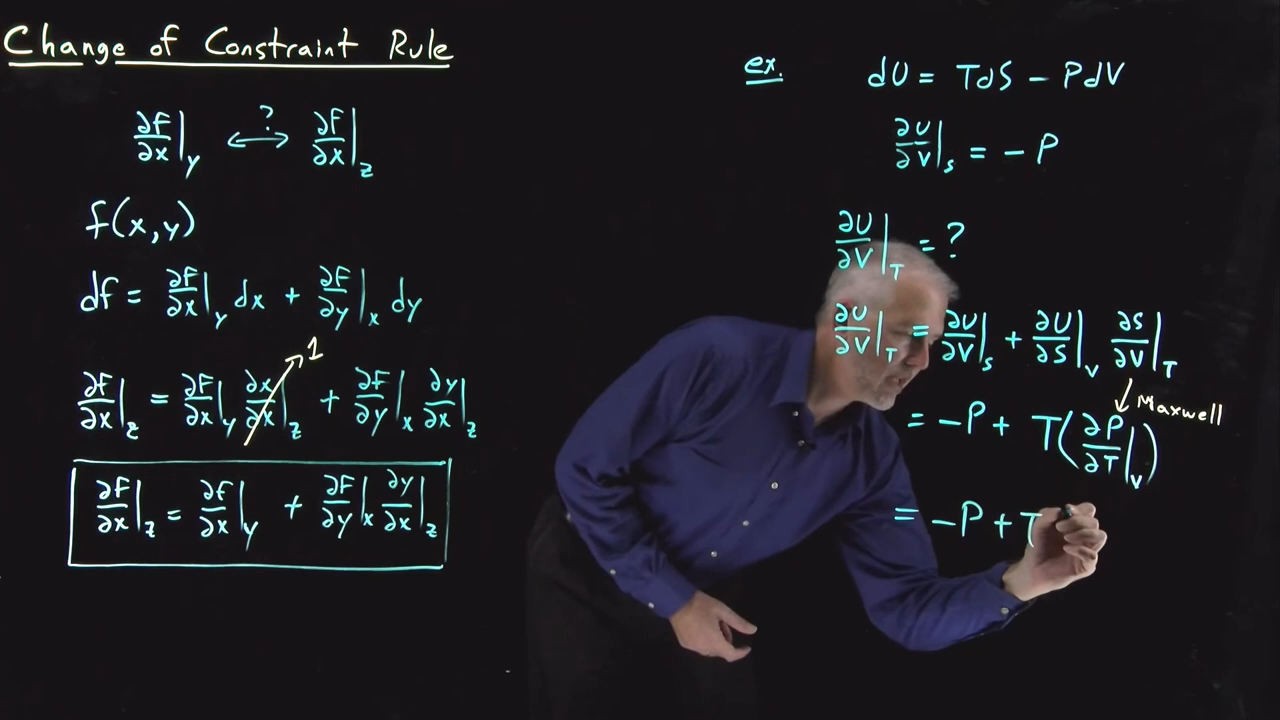 Change of Constraint Rule
∂f/∂x|y ⟷? ∂f/∂x|z
f(x,y)
df = ∂f/∂x|y dx + ∂f/∂y|x dy
∂f/∂x|z = ∂f/∂x|y ∂x/∂x|z + ∂f/∂y|x ∂y/∂x|z
1
∂f/∂x|z = ∂f/∂x|y + ∂f/∂y|x ∂y/∂x|z
ex. dU = TdS - PdV
∂U/∂V|S = -P
∂U/∂V|T = ?
∂U/∂V|T = ∂U/∂V|S + ∂U/∂S|V ∂S/∂V|T
Maxwell
= -P + T(∂P/∂T|V)
= -P + T